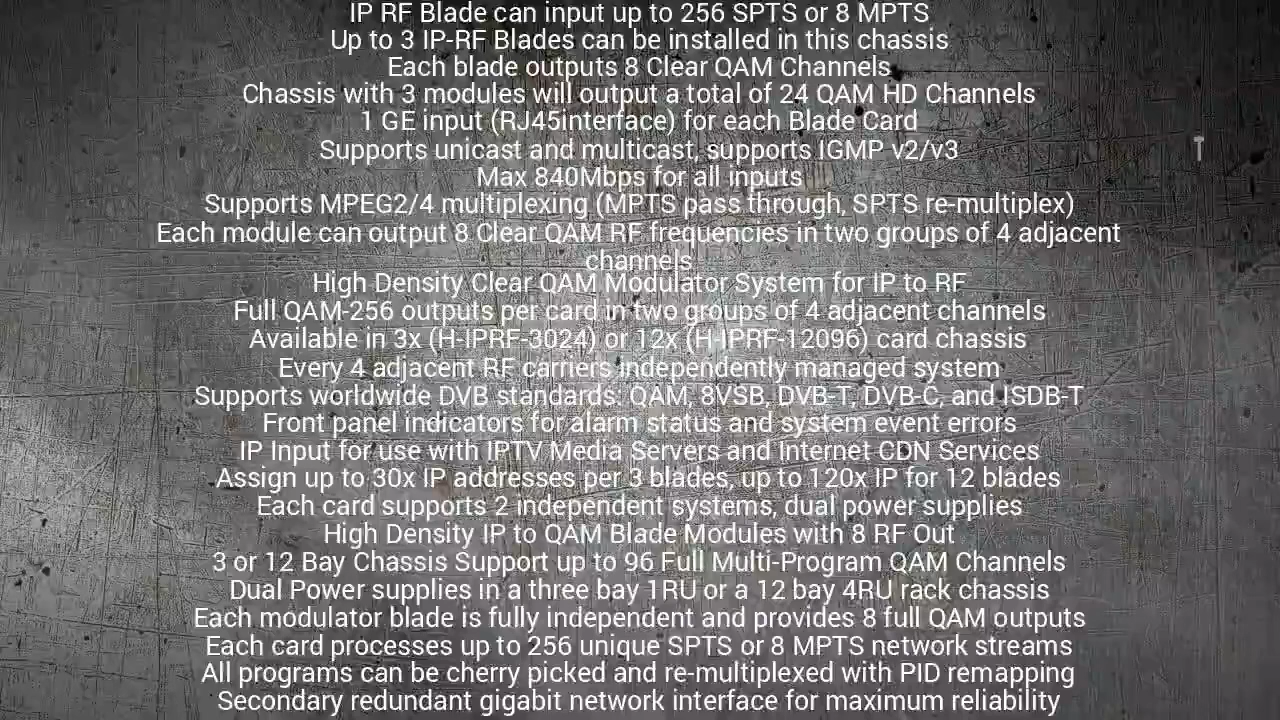 IP RF Blade can input up to 256 SPTS or 8 MPTS
Up to 3 IP-RF Blades can be installed in this chassis
Each blade outputs 8 Clear QAM Channels
Chassis with 3 modules will output a total of 24 QAM HD Channels
1 GE input (RJ45interface) for each Blade Card
Supports unicast and multicast, supports IGMP v2/v3
Max 840Mbps for all inputs
Supports MPEG2/4 multiplexing (MPTS pass through, SPTS re-multiplex)
Each module can output 8 Clear QAM RF frequencies in two groups of 4 adjacent
channels
High Density Clear QAM Modulator System for IP to RF
Full QAM-256 outputs per card in two groups of 4 adjacent channels
Available in 3x (H-IPRF-3024) or 12x (H-IPRF-12096) card chassis
Every 4 adjacent RF carriers independently managed system
Supports worldwide DVB standards: QAM, 8VSB, DVB-T, DVB-C, and ISDB-T
Front panel indicators for alarm status and system event errors
IP Input for use with IPTV Media Servers and Internet CDN Services
Assign up to 30x IP addresses per 3 blades, up to 120x IP for 12 blades
Each card supports 2 independent systems, dual power supplies
High Density IP to QAM Blade Modules with 8 RF Out
3 or 12 Bay Chassis Support up to 96 Full Multi-Program QAM Channels
Dual Power supplies in a three bay 1RU or a 12 bay 4RU rack chassis
Each modulator blade is fully independent and provides 8 full QAM outputs
Each card processes up to 256 unique SPTS or 8 MPTS network streams
All programs can be cherry picked and re-multiplexed with PID remapping
Secondary redundant gigabit network interface for maximum reliability